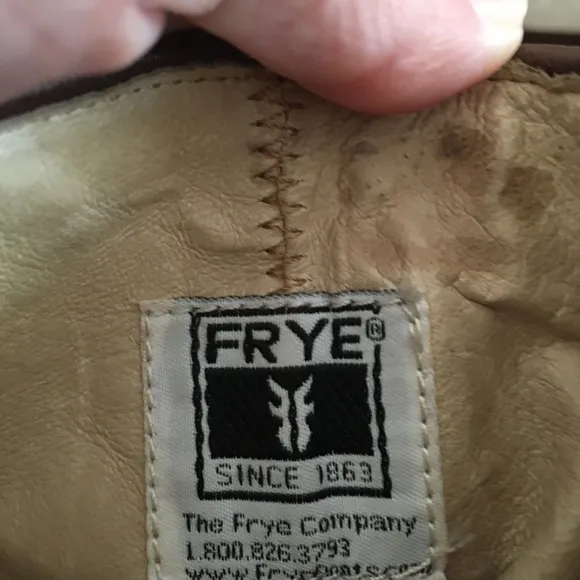 FRYE®
SINCE 1863
The Frye Company
1.800.826.3793